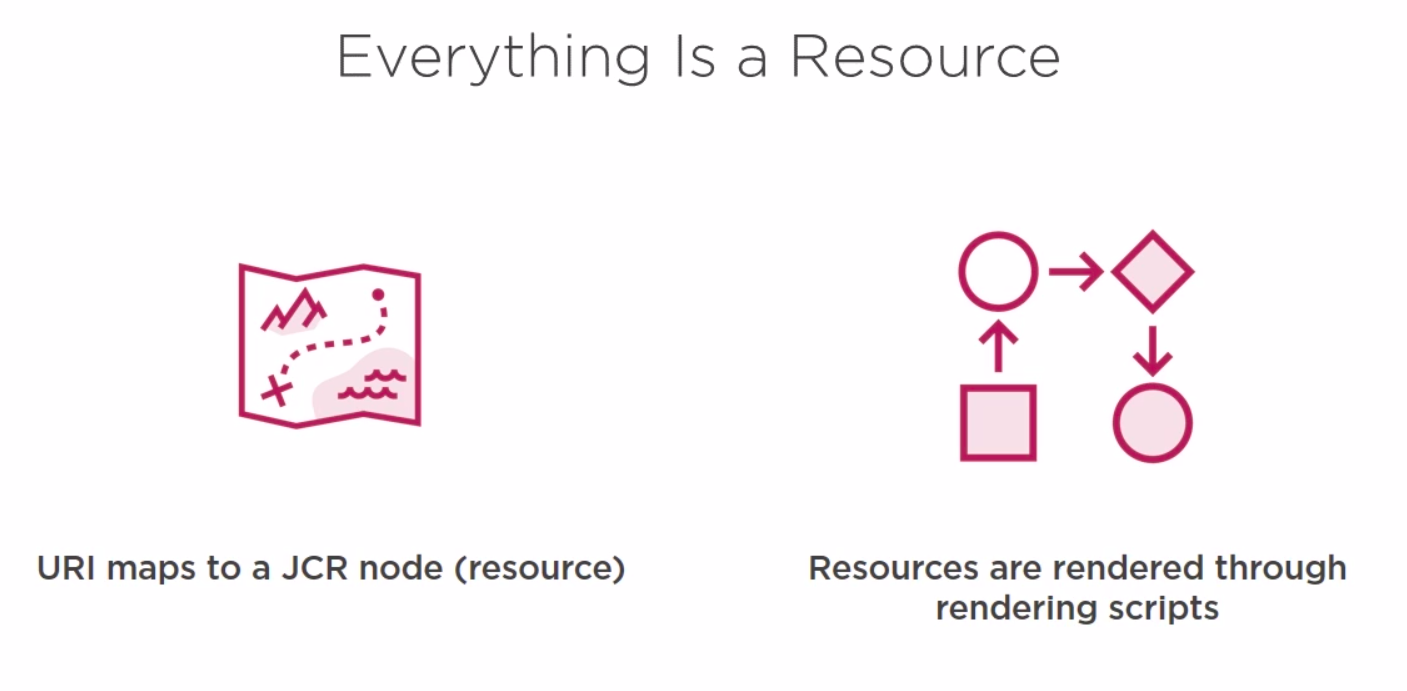 Everything Is a Resource
URI maps to a JCR node (resource)
Resources are rendered through
rendering scripts